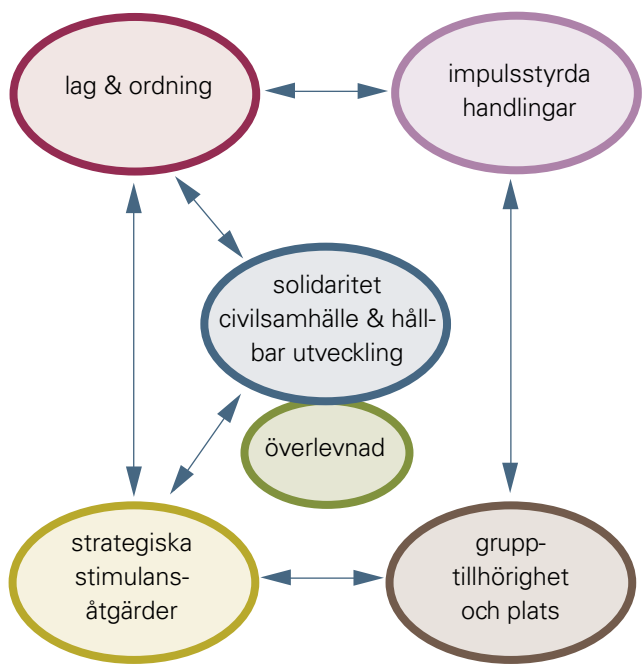 lag & ordning
impulsstyrda
handlingar
solidaritet
civilsamhälle & håll-
bar utveckling
överlevnad
strategiska
stimulans-
åtgärder
grupp-
tillhörighet
och plats